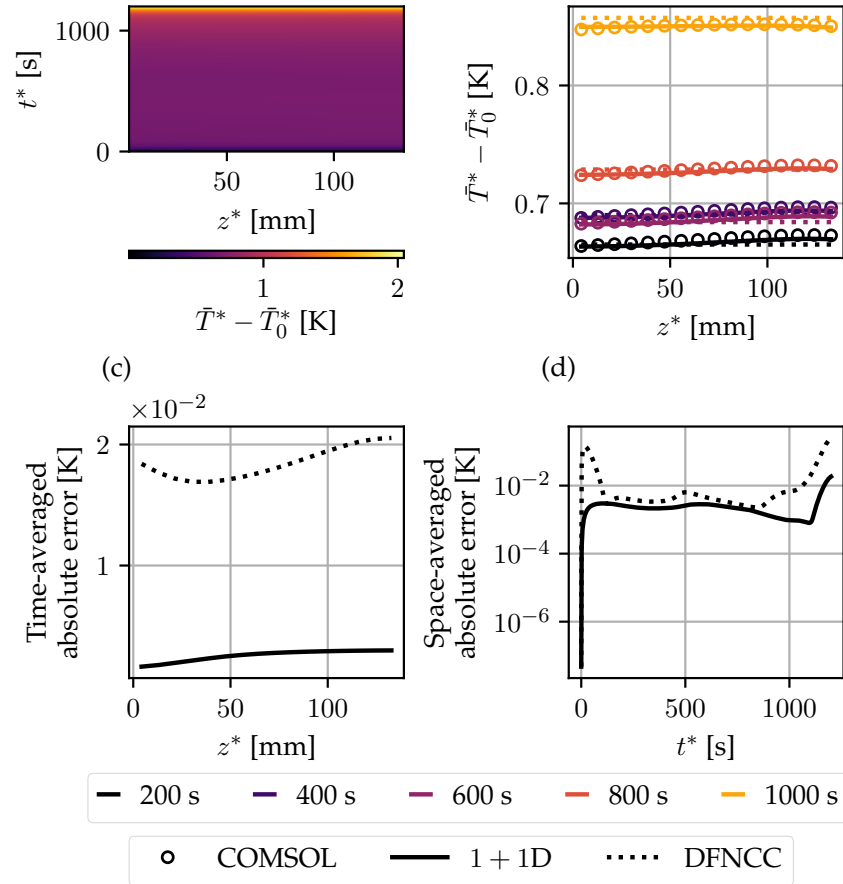 1000
0
t* [s]
50 100
z* [mm]
1 2
T̄* − T̄₀* [K]
0.8
0.7
T̄* − T̄₀* [K]
0 50 100
z* [mm]
(c)
×10⁻²
2
1
Time-averaged
absolute error [K]
0 50 100
z* [mm]
(d)
10⁻²
10⁻⁴
10⁻⁶
Space-averaged
absolute error [K]
0 500 1000
t* [s]
200 s 400 s 600 s 800 s 1000 s
COMSOL 1 + 1D DFNCC